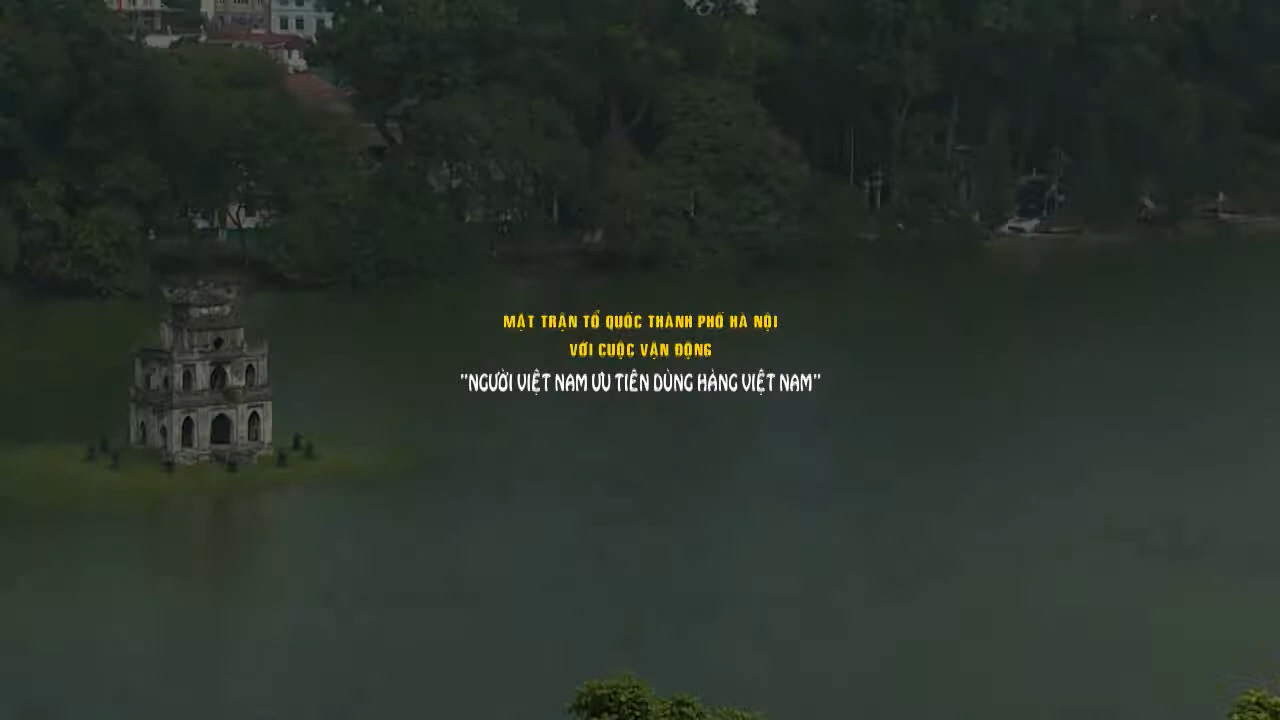 MẶT TRẬN TỔ QUỐC THÀNH PHỐ HÀ NỘI
VỚI CUỘC VẬN ĐỘNG
"NGƯỜI VIỆT NAM ƯU TIÊN DÙNG HÀNG VIỆT NAM"